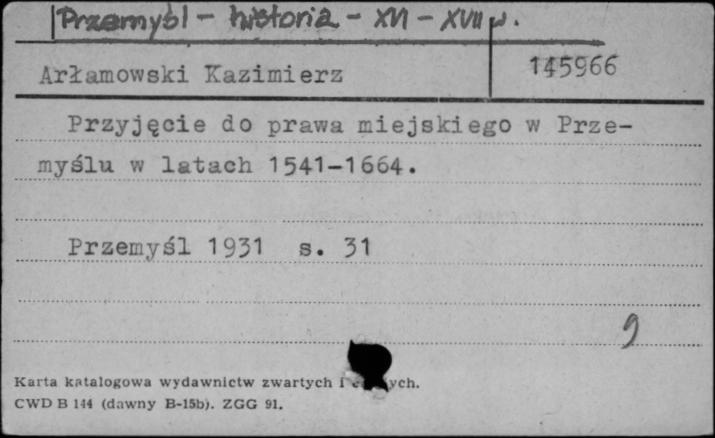 Przemyśl - historia - XVI - XVII w.
Arłamowski Kazimierz
145966
Przyjęcie do prawa miejskiego w Prze-
myślu w latach 1541-1664.
Przemyśl 1931 s. 31
9
Karta katalogowa wydawnictw zwartych i
CWD B 144 (dawny B-15b). ZGG 91.